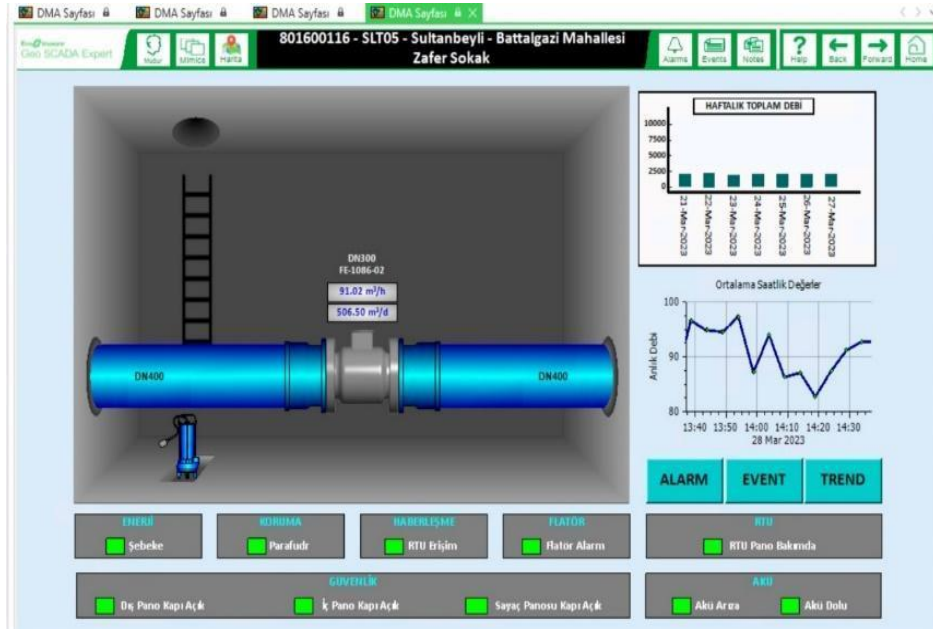 DMA Sayfası
DMA Sayfası
DMA Sayfası
DMA Sayfası
Geo SCADA Expert
Mimics
Harita
801600116 - SLT05 - Sultanbeyli - Battalgazi Mahallesi
Zafer Sokak
Alarms
Events
Notes
Help
Back
Forward
Home
DN300
FE-1086-02
91.02 m³/h
506.50 m³/d
DN400
DN400
HAFTALIK TOPLAM DEBİ
10000
7500
5000
2500
0
21-Mar-2023
22-Mar-2023
23-Mar-2023
24-Mar-2023
25-Mar-2023
26-Mar-2023
27-Mar-2023
Ortalama Saatlik Değerler
Anlık Debi
100
90
80
13:40 13:50 14:00 14:10 14:20 14:30
28 Mar 2023
ALARM EVENT TREND
ENERJİ
Şebeke
KORUMA
Parafudr
HABERLEŞME
RTU Erişim
FLATÖR
Flatör Alarm
RTU
RTU Pano Bakımda
GÜVENLİK
Dış Pano Kapı Açık
İç Pano Kapı Açık
Sayaç Panosu Kapı Açık
AKÜ
Akü Arıza
Akü Dolu